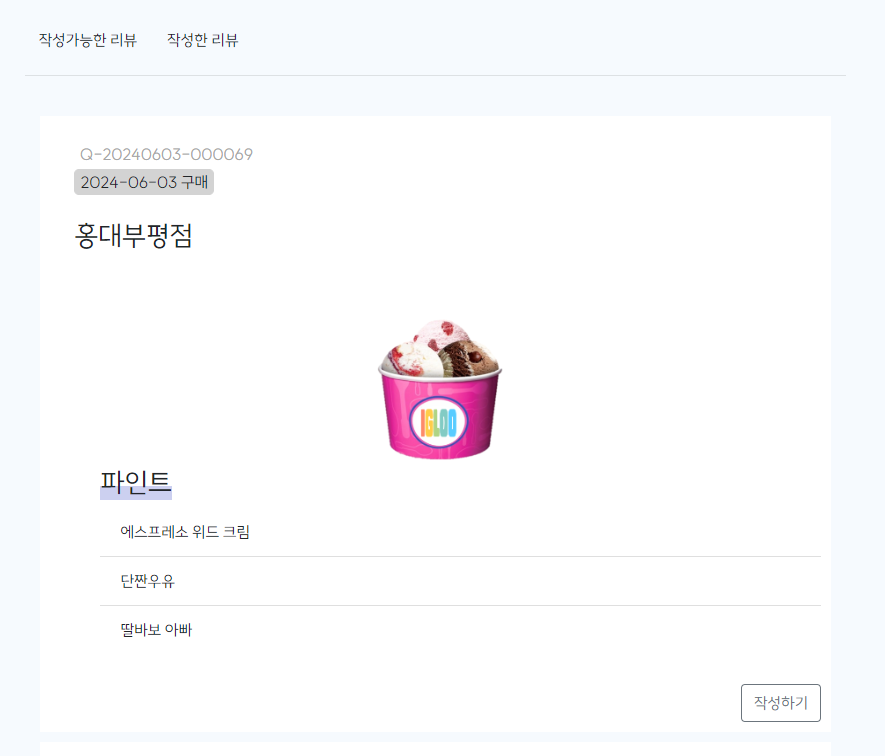 작성가능한 리뷰 작성한 리뷰
Q-20240603-000069
2024-06-03 구매
홍대부평점
IGLOO
파인트
에스프레소 위드 크림
단짠우유
딸바보 아빠
작성하기